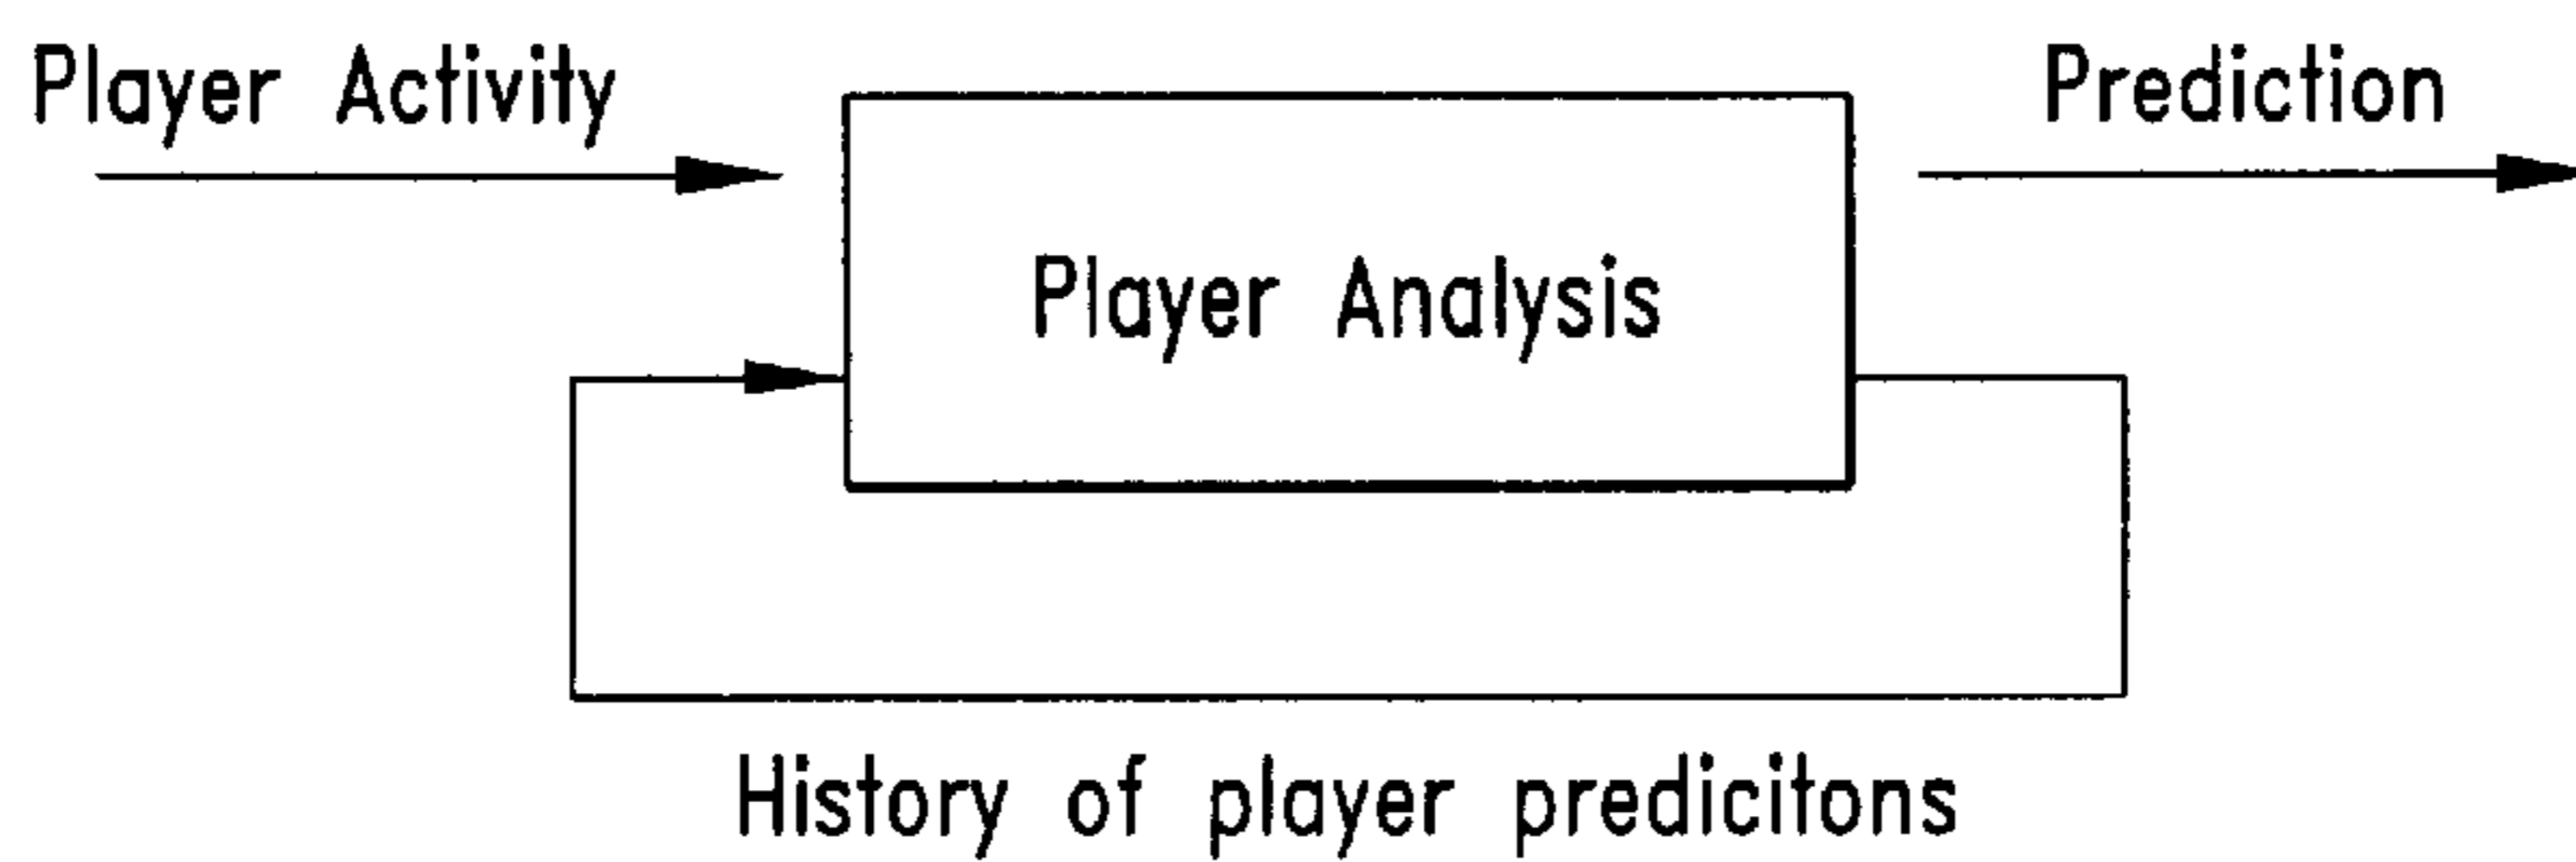 Player Activity
Prediction
Player Analysis
History of player predicitons